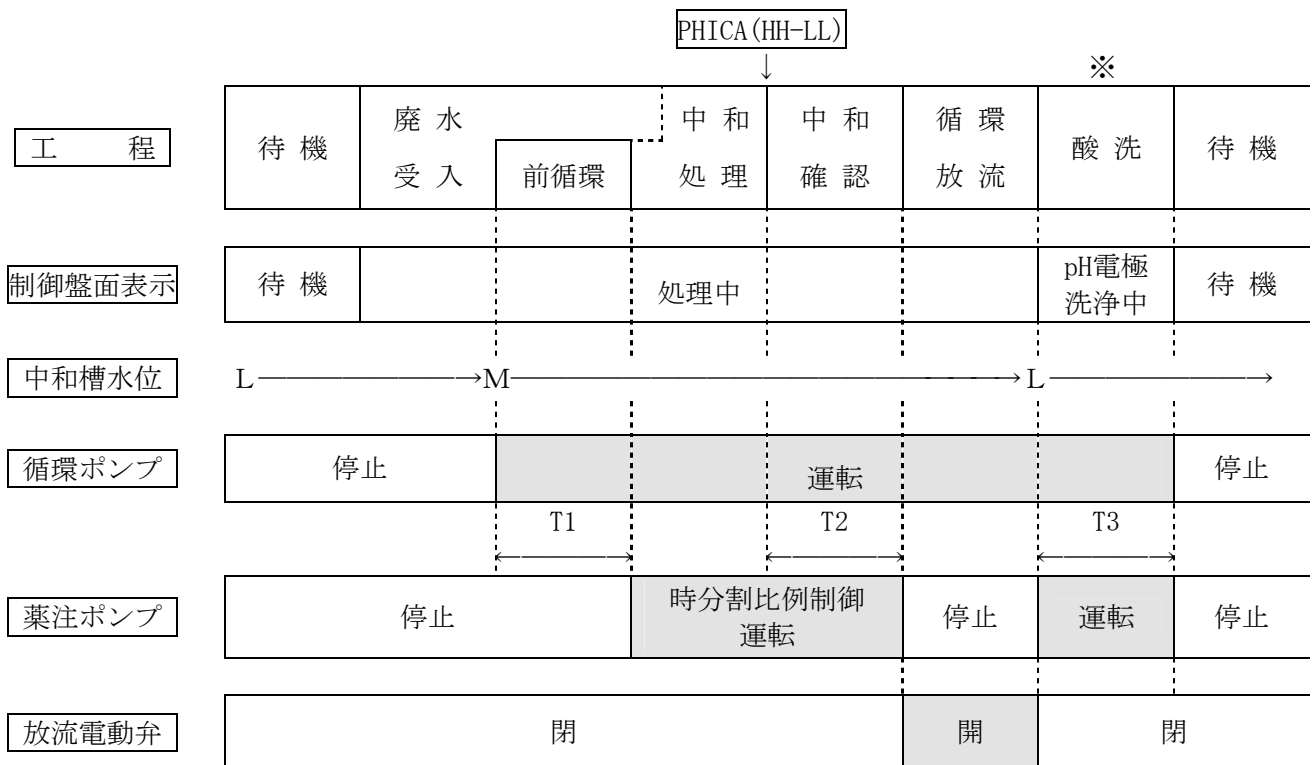 PHICA(HH-LL)
↓
※
工 程
待 機
廃 水
受 入
前循環
中 和
処 理
中 和
確 認
循 環
放 流
酸 洗
待 機
制御盤面表示
待 機
処理中
pH電極
洗浄中
待 機
中和槽水位
L
M
L
循環ポンプ
停止
運転
停止
T1
T2
T3
薬注ポンプ
停止
時分割比例制御
運転
停止
運転
停止
放流電動弁
閉
開
閉